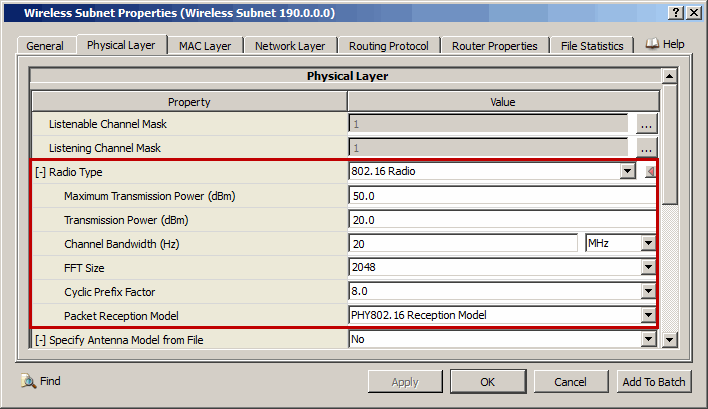 Wireless Subnet Properties (Wireless Subnet 190.0.0.0)
General Physical Layer MAC Layer Network Layer Routing Protocol Router Properties File Statistics Help
Physical Layer
Property Value
Listenable Channel Mask 1 ...
Listening Channel Mask 1 ...
[-] Radio Type 802.16 Radio
Maximum Transmission Power (dBm) 50.0
Transmission Power (dBm) 20.0
Channel Bandwidth (Hz) 20 MHz
FFT Size 2048
Cyclic Prefix Factor 8.0
Packet Reception Model PHY802.16 Reception Model
[-] Specify Antenna Model from File No
Find Apply OK Cancel Add To Batch